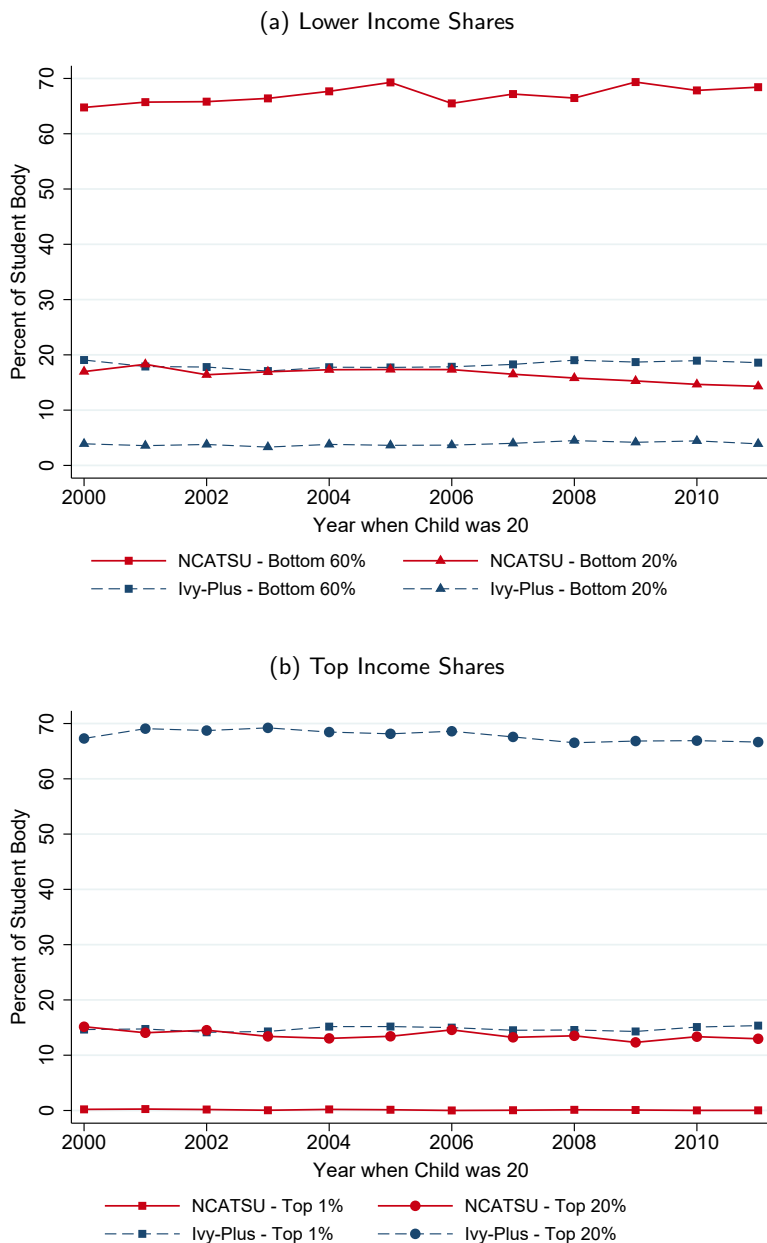 (a) Lower Income Shares
Percent of Student Body
70
60
50
40
30
20
10
0
2000 2002 2004 2006 2008 2010
Year when Child was 20
NCATSU - Bottom 60% NCATSU - Bottom 20%
Ivy-Plus - Bottom 60% Ivy-Plus - Bottom 20%
(b) Top Income Shares
Percent of Student Body
70
60
50
40
30
20
10
0
2000 2002 2004 2006 2008 2010
Year when Child was 20
NCATSU - Top 1% NCATSU - Top 20%
Ivy-Plus - Top 1% Ivy-Plus - Top 20%